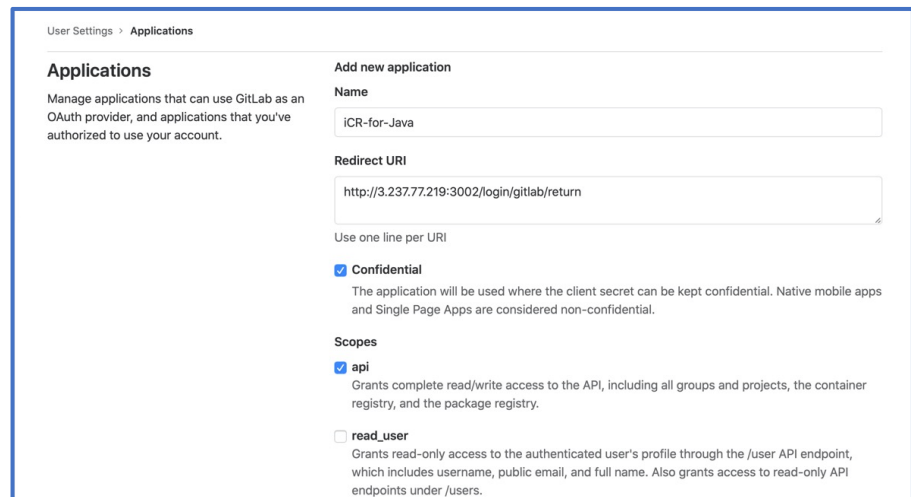 User Settings > Applications
Applications
Manage applications that can use GitLab as an
OAuth provider, and applications that you've
authorized to use your account.
Add new application
Name
iCR-for-Java
Redirect URI
http://3.237.77.219:3002/login/gitlab/return
Use one line per URI
Confidential
The application will be used where the client secret can be kept confidential. Native mobile apps
and Single Page Apps are considered non-confidential.
Scopes
api
Grants complete read/write access to the API, including all groups and projects, the container
registry, and the package registry.
read_user
Grants read-only access to the authenticated user's profile through the /user API endpoint,
which includes username, public email, and full name. Also grants access to read-only API
endpoints under /users.